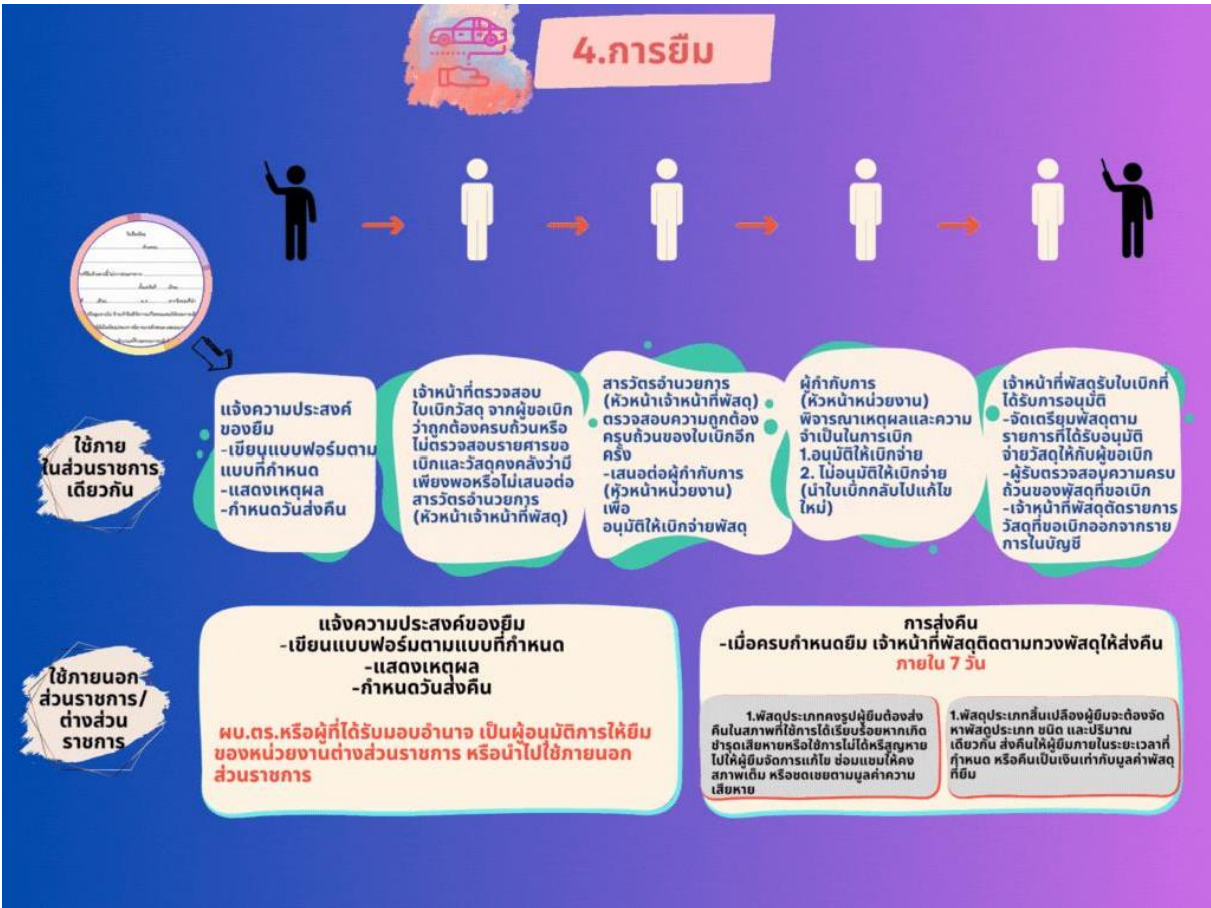 4.การยืม
ใช้ภาย
ในส่วนราชการ
เดียวกัน
แจ้งความประสงค์
ของยืม
-เขียนแบบฟอร์มตาม
แบบที่กำหนด
-แสดงเหตุผล
-กำหนดวันส่งคืน
เจ้าหน้าที่ตรวจสอบ
ใบเบิกวัสดุ จากผู้ขอเบิก
ว่าถูกต้องครบถ้วนหรือ
ไม่ตรวจสอบรายศารขอ
เบิกและวัสดุคงคลังว่ามี
เพียงพอหรือไม่เสนอต่อ
สารวัตรอำนวยการ
(หัวหน้าเจ้าหน้าที่พัสดุ)
สารวัตรอำนวยการ
(หัวหน้าเจ้าหน้าที่พัสดุ)
ตรวจสอบความถูกต้อง
ครบถ้วนของใบเบิกอีก
ครั้ง
-เสนอต่อผู้กำกับการ
(หัวหน้าหน่วยงาน)
เพื่อ
อนุมัติให้เบิกจ่ายพัสดุ
ผู้กำกับการ
(หัวหน้าหน่วยงาน)
พิจารณาเหตุผลและความ
จำเป็นในการเบิก
1.อนุมัติให้เบิกจ่าย
2. ไม่อนุมัติให้เบิกจ่าย
(นำใบเบิกกลับไปแก้ไข
ใหม่)
เจ้าหน้าที่พัสดุรับใบเบิกที่
ได้รับการอนุมัติ
-จัดเตรียมพัสดุตาม
รายการที่ได้รับอนุมัติ
จ่ายวัสดุให้กับผู้ขอเบิก
-ผู้รับตรวจสอบความครบ
ถ้วนของพัสดุที่ขอเบิก
-เจ้าหน้าที่พัสดุตัดรายการ
วัสดุที่ขอเบิกออกจากราย
การในบัญชี
ใช้ภายนอก
ส่วนราชการ/
ต่างส่วน
ราชการ
แจ้งความประสงค์ของยืม
-เขียนแบบฟอร์มตามแบบที่กำหนด
-แสดงเหตุผล
-กำหนดวันส่งคืน
ผบ.ตร.หรือผู้ที่ได้รับมอบอำนาจ เป็นผู้อนุมัติการให้ยืม
ของหน่วยงานต่างส่วนราชการ หรือนำไปใช้ภายนอก
ส่วนราชการ
การส่งคืน
-เมื่อครบกำหนดยืม เจ้าหน้าที่พัสดุติดตามทวงพัสดุให้ส่งคืน
ภายใน 7 วัน
1.พัสดุประเภทคงรูปผู้ยืมต้องส่ง
คืนในสภาพที่ใช้การได้เรียบร้อยหากเกิด
ชำรุดเสียหายหรือใช้การไม่ได้หรืสูญหาย
ไปให้ผู้ยืมจัดการแก้ไข ซ่อมแซมให้คง
สภาพเดิม หรือชดเชยตามมูลค่าความ
เสียหาย
1.พัสดุประเภทสิ้นเปลืองผู้ยืมจะต้องจัด
หาพัสดุประเภท ชนิด และปริมาณ
เดียวกัน ส่งคืนให้ผู้ยืมภายในระยะเวลาที่
กำหนด หรือคืนเป็นเงินเท่ากับมูลค่าพัสดุ
ที่ยืม